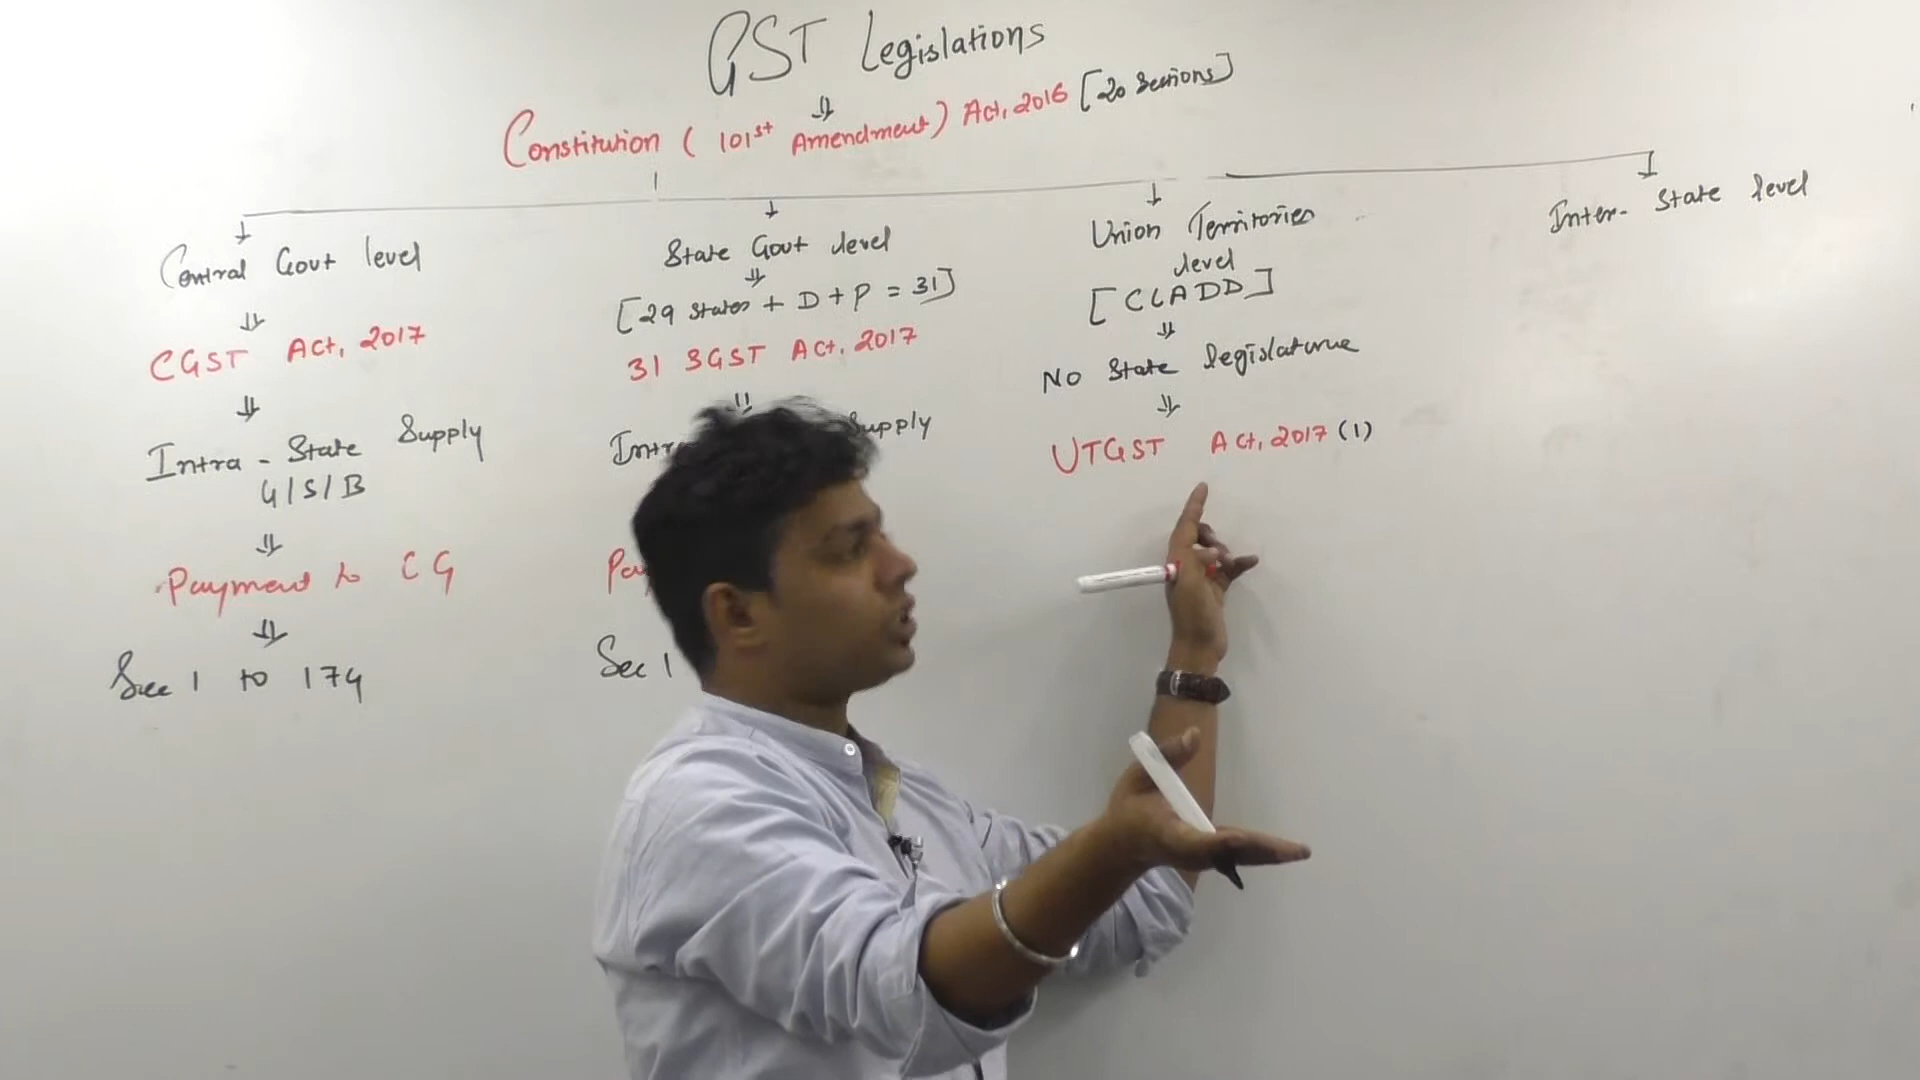 GST Legislations
Constitution (101st Amendment) Act, 2016 [20 Sections]
Central Govt level
CGST Act, 2017
Intra-State Supply
G/S/B
Payment to CG
Sec 1 to 174
State Govt level
[29 states + D + P = 31]
31 SGST Act, 2017
Supply
Sec 1
Union Territories
level
[CLADD]
No State legislature
UTGST Act, 2017 (1)
Inter-State level